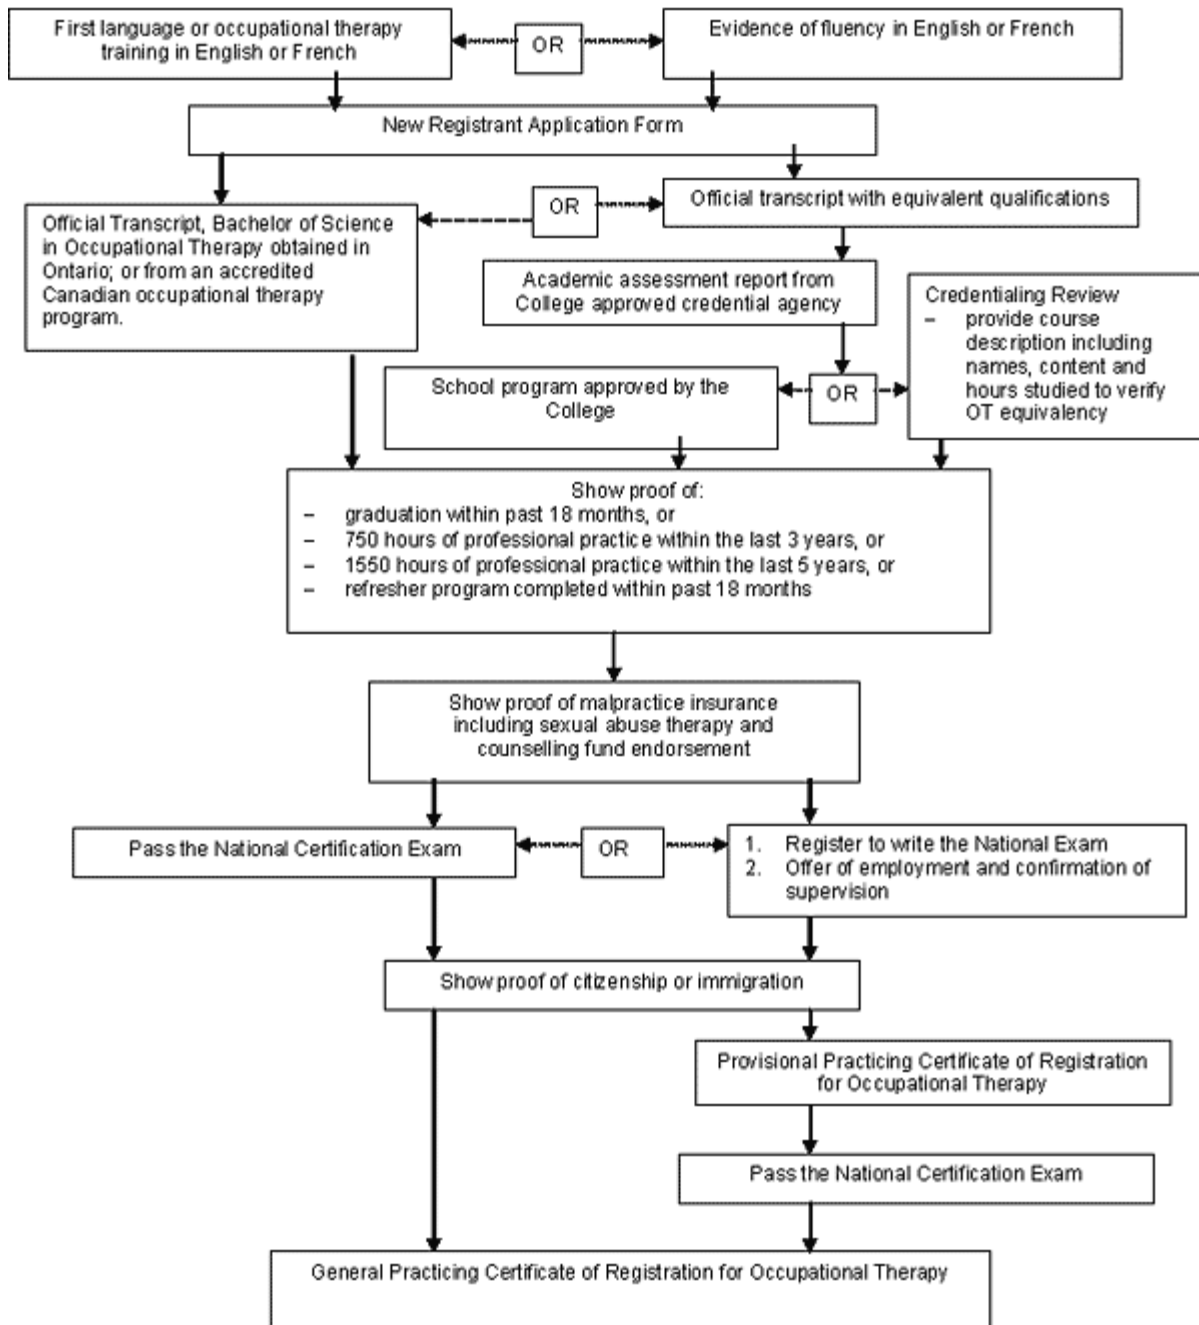 First language or occupational therapy
training in English or French
OR
Evidence of fluency in English or French
New Registrant Application Form
Official Transcript, Bachelor of Science
in Occupational Therapy obtained in
Ontario; or from an accredited
Canadian occupational therapy
program.
OR
Official transcript with equivalent qualifications
Academic assessment report from
College approved credential agency
Credentialing Review
– provide course
description including
names, content and
hours studied to verify
OT equivalency
School program approved by the
College
OR
Show proof of:
– graduation within past 18 months, or
– 750 hours of professional practice within the last 3 years, or
– 1550 hours of professional practice within the last 5 years, or
– refresher program completed within past 18 months
Show proof of malpractice insurance
including sexual abuse therapy and
counselling fund endorsement
Pass the National Certification Exam
OR
1. Register to write the National Exam
2. Offer of employment and confirmation of
supervision
Show proof of citizenship or immigration
Provisional Practicing Certificate of Registration
for Occupational Therapy
Pass the National Certification Exam
General Practicing Certificate of Registration for Occupational Therapy